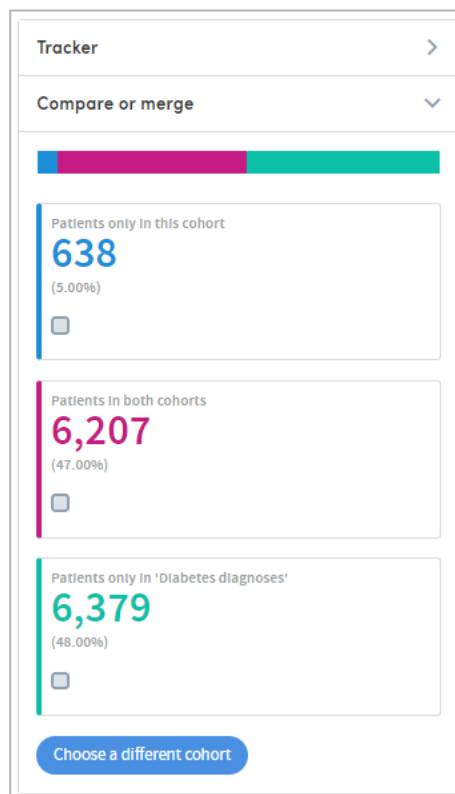 Tracker
Compare or merge
Patients only in this cohort
638
(5.00%)
Patients in both cohorts
6,207
(47.00%)
Patients only in 'Diabetes diagnoses'
6,379
(48.00%)
Choose a different cohort